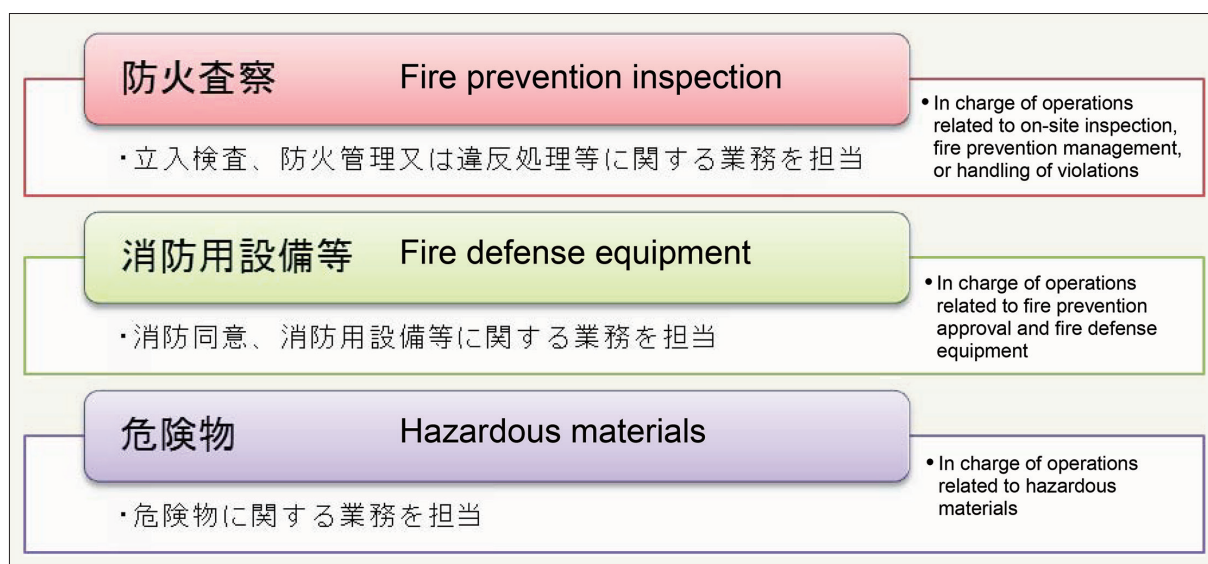 防火査察 Fire prevention inspection
・立入検査、防火管理又は違反処理等に関する業務を担当
• In charge of operations
related to on-site inspection,
fire prevention management,
or handling of violations
消防用設備等 Fire defense equipment
・消防同意、消防用設備等に関する業務を担当
• In charge of operations
related to fire prevention
approval and fire defense
equipment
危険物 Hazardous materials
・危険物に関する業務を担当
• In charge of operations
related to hazardous
materials